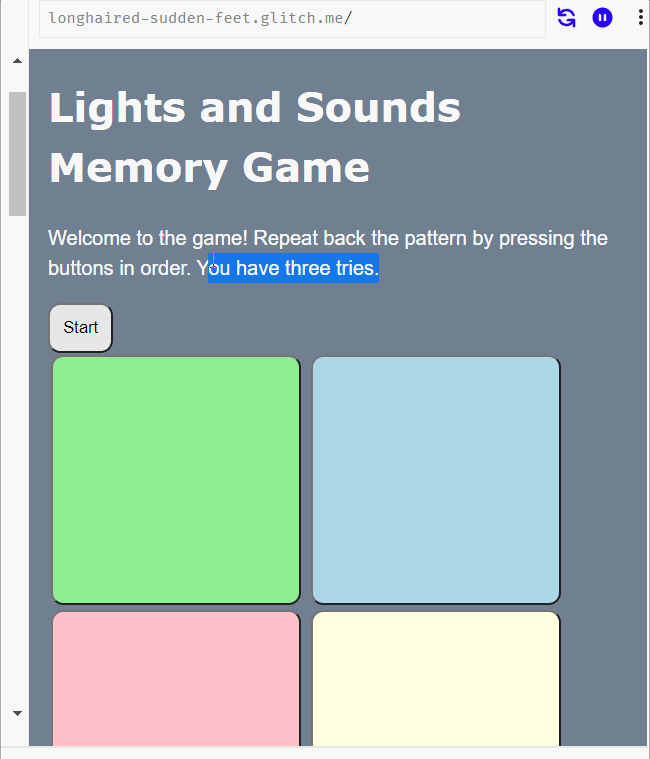 longhaired-sudden-feet.glitch.me/
Lights and Sounds
Memory Game
Welcome to the game! Repeat back the pattern by pressing the
buttons in order. You have three tries.
Start